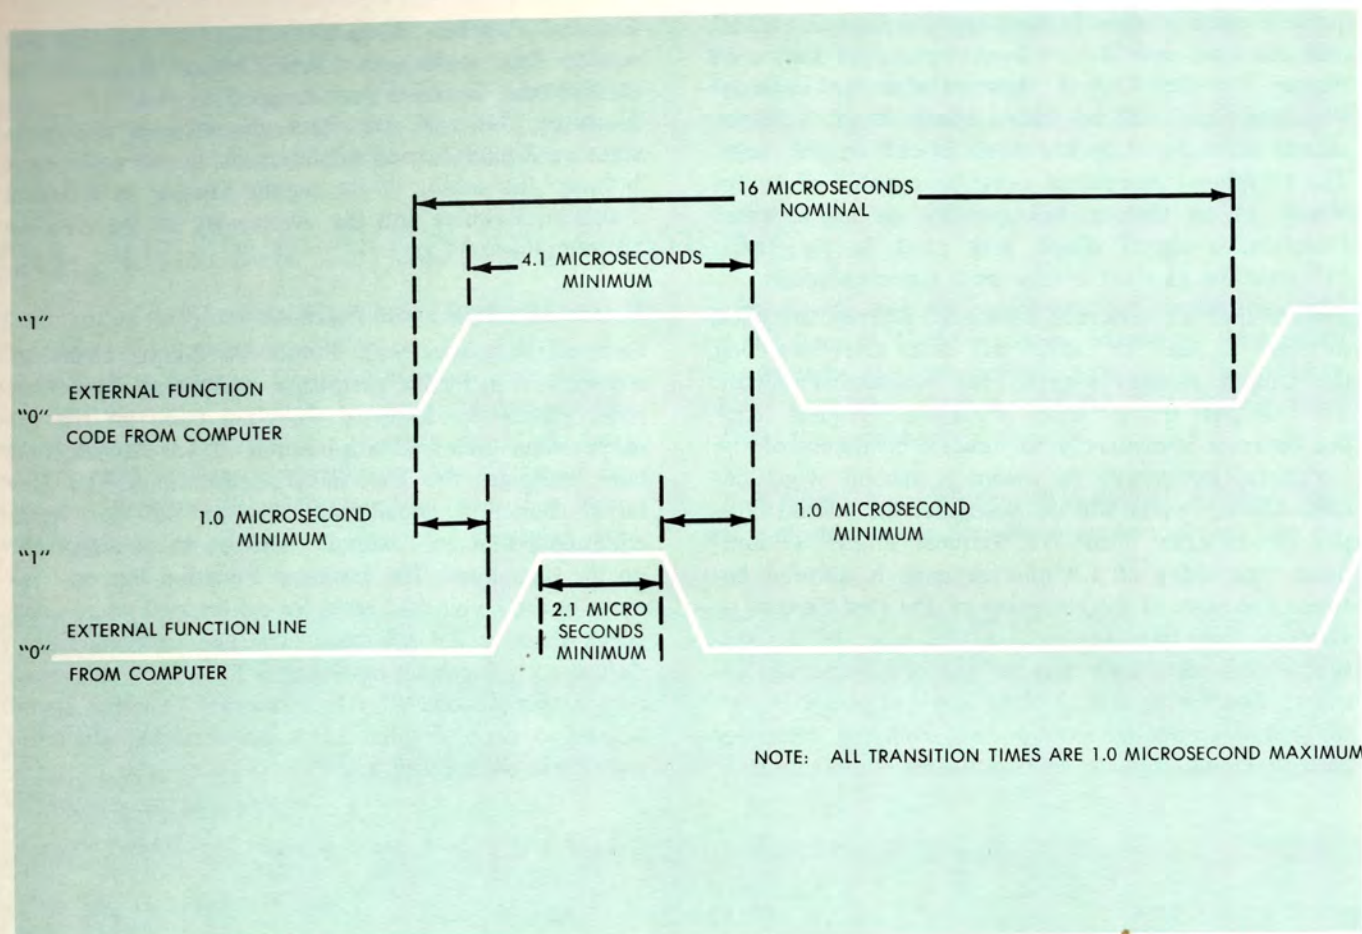 16 MICROSECONDS
NOMINAL
4.1 MICROSECONDS
MINIMUM
"1"
EXTERNAL FUNCTION
"0"
CODE FROM COMPUTER
1.0 MICROSECOND
MINIMUM
1.0 MICROSECOND
MINIMUM
"1"
2.1 MICRO
SECONDS
MINIMUM
EXTERNAL FUNCTION LINE
"0"
FROM COMPUTER
NOTE: ALL TRANSITION TIMES ARE 1.0 MICROSECOND MAXIMUM